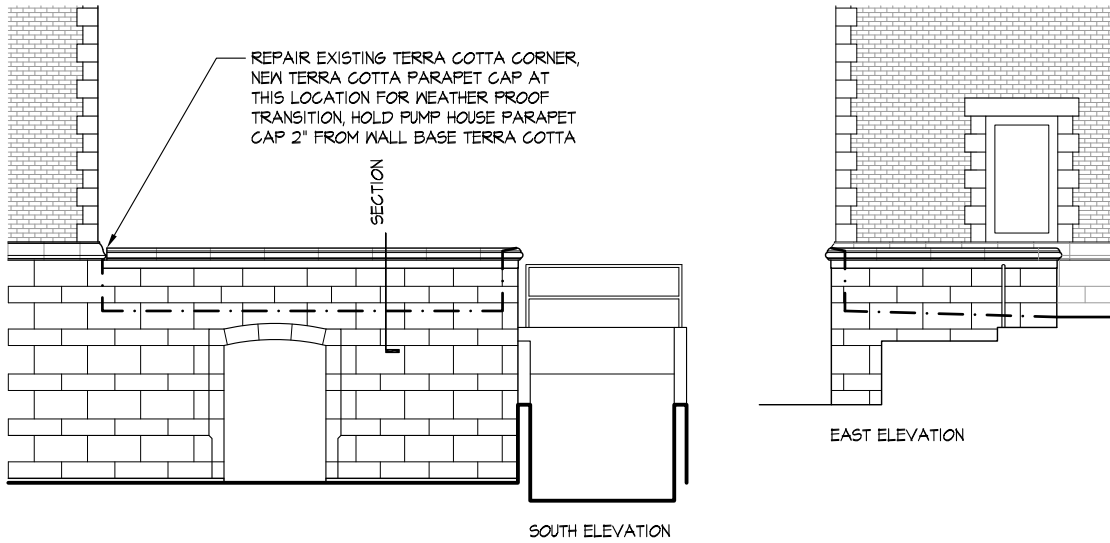 REPAIR EXISTING TERRA COTTA CORNER,
NEW TERRA COTTA PARAPET CAP AT
THIS LOCATION FOR WEATHER PROOF
TRANSITION, HOLD PUMP HOUSE PARAPET
CAP 2" FROM WALL BASE TERRA COTTA
SECTION
EAST ELEVATION
SOUTH ELEVATION